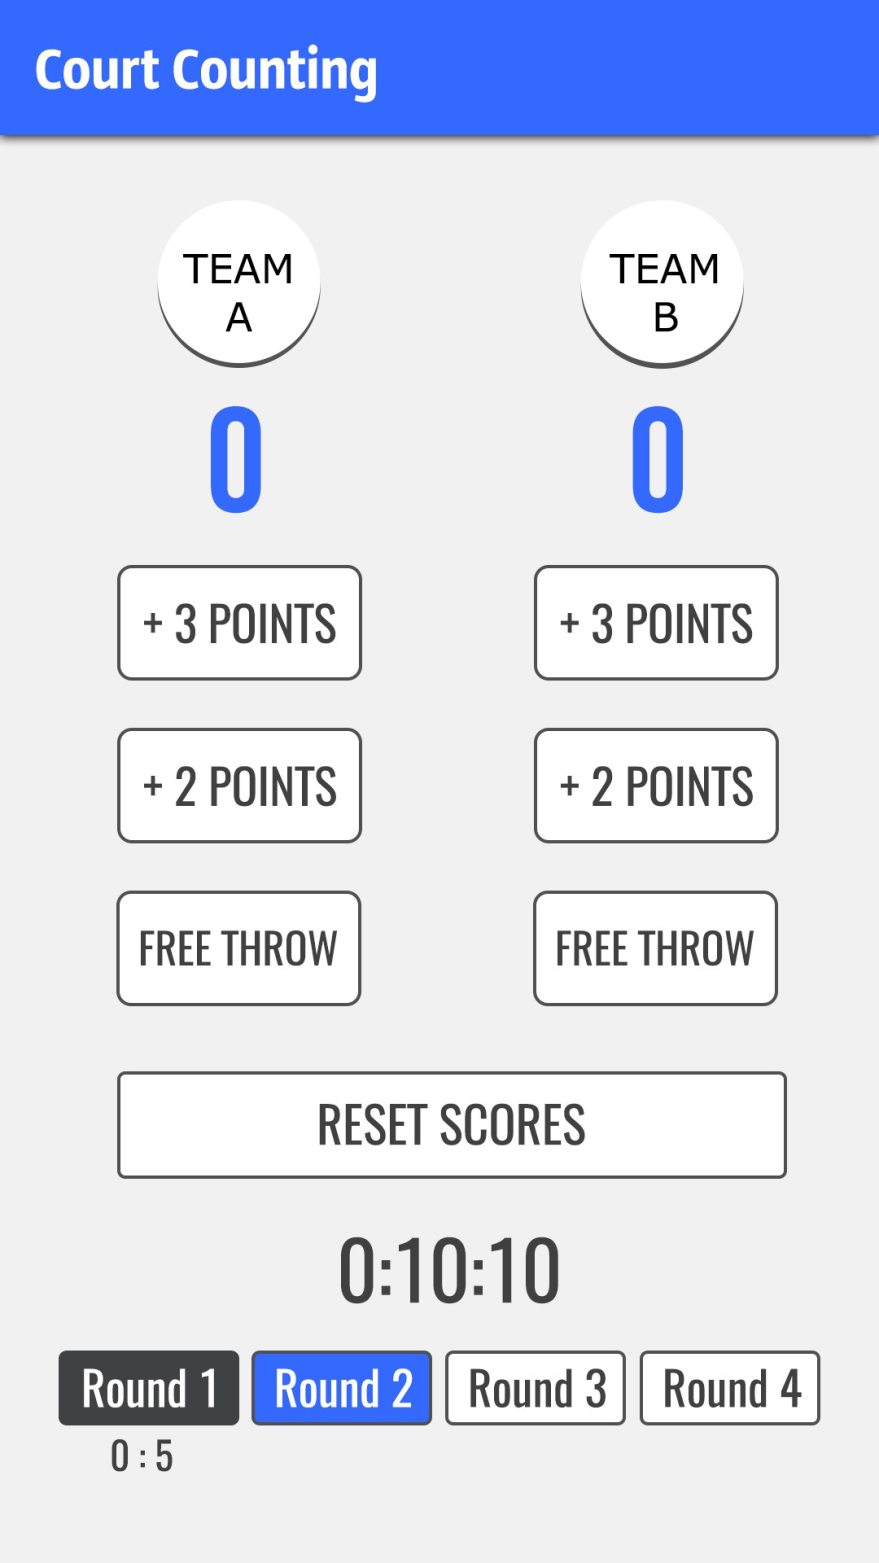 Court Counting
TEAM
A
TEAM
B
0
0
+ 3 POINTS
+ 3 POINTS
+ 2 POINTS
+ 2 POINTS
FREE THROW
FREE THROW
RESET SCORES
0:10:10
Round 1
Round 2
Round 3
Round 4
0 : 5